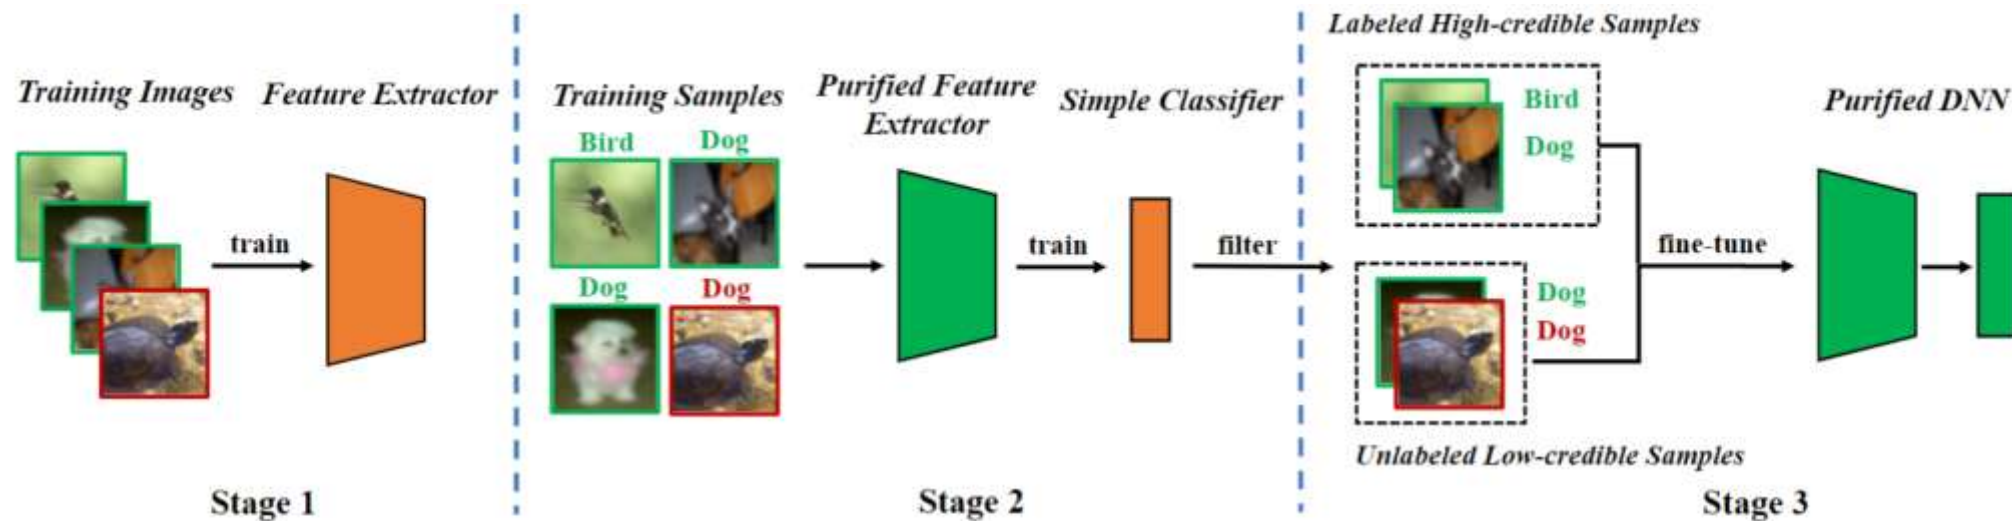 Training Images
Feature Extractor
train
Stage 1
Training Samples
Bird
Dog
Dog
Dog
Purified Feature
Extractor
train
Simple Classifier
filter
Stage 2
Labeled High-credible Samples
Bird
Dog
Dog
Dog
Unlabeled Low-credible Samples
fine-tune
Purified DNN
Stage 3